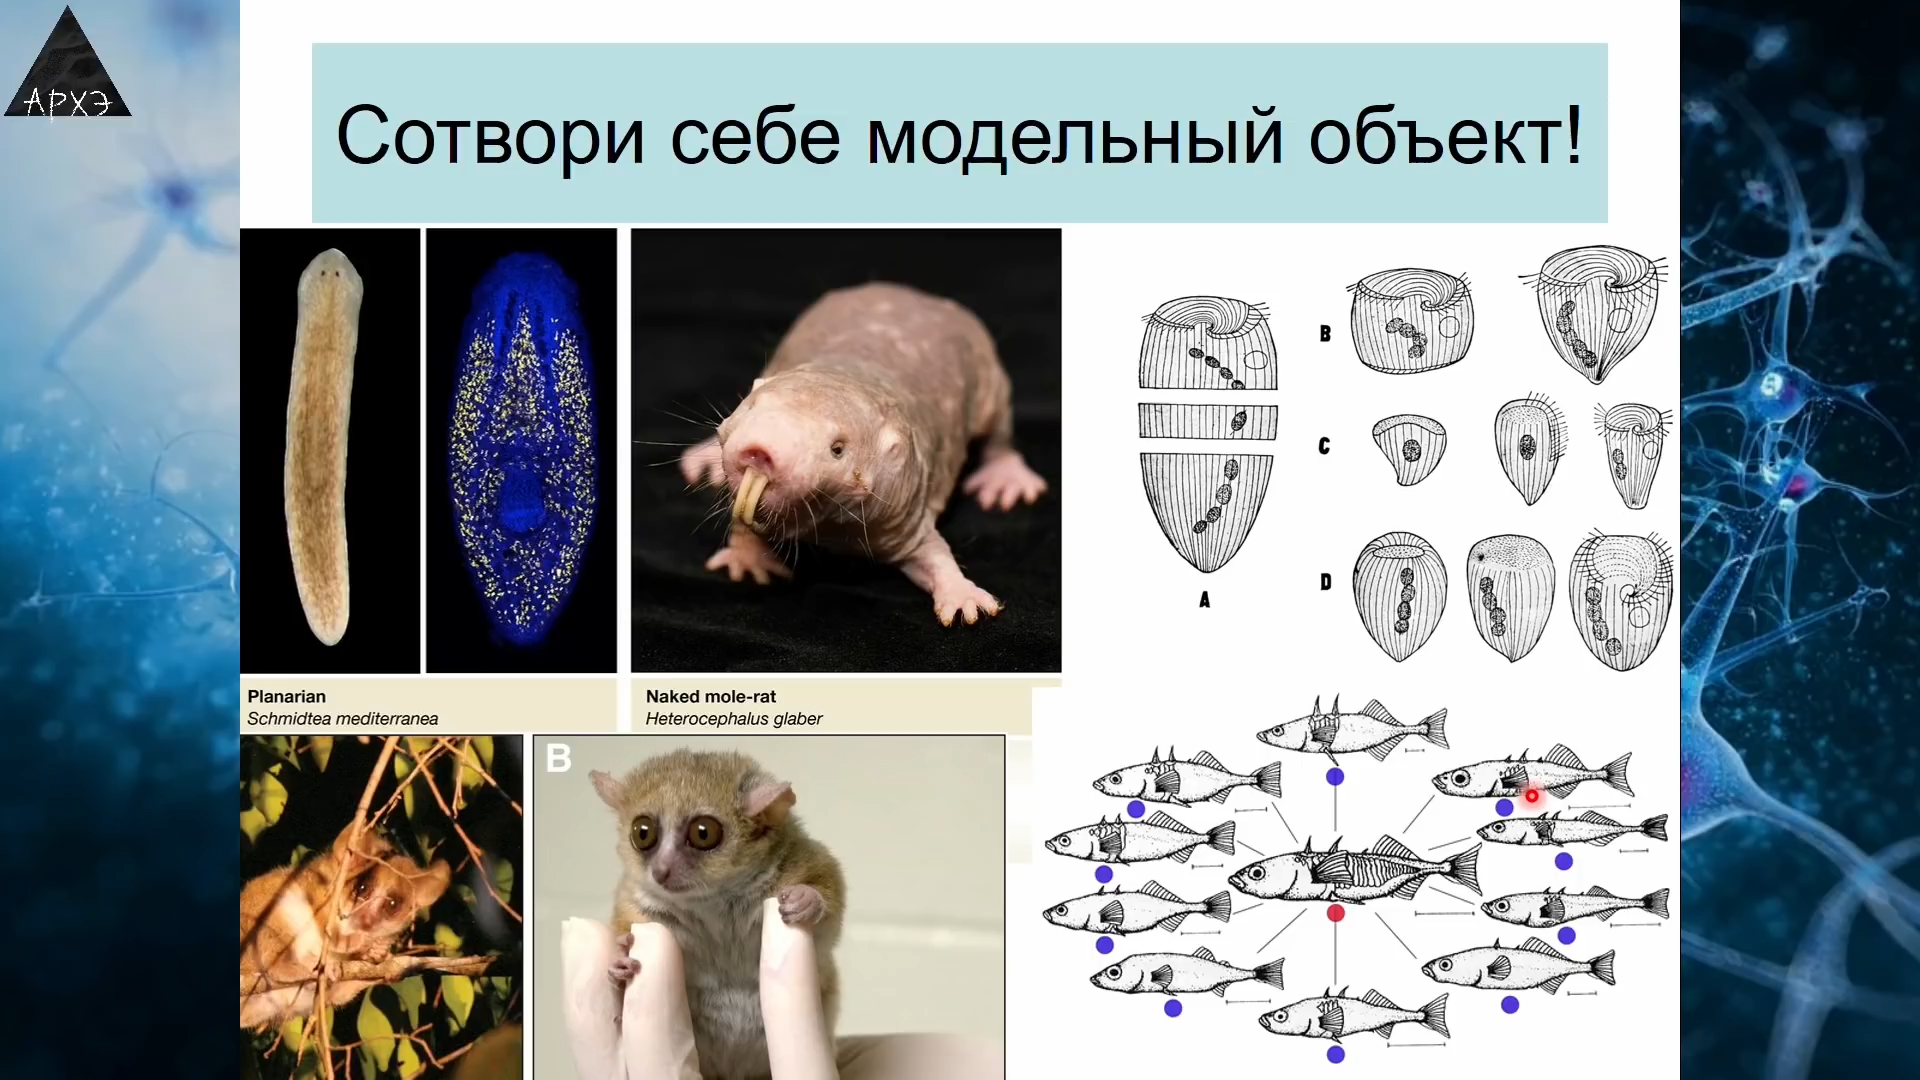 АРХЭ
Сотвори себе модельный объект!
Planarian
Schmidtea mediterranea
Naked mole-rat
Heterocephalus glaber
B
A
B
C
D